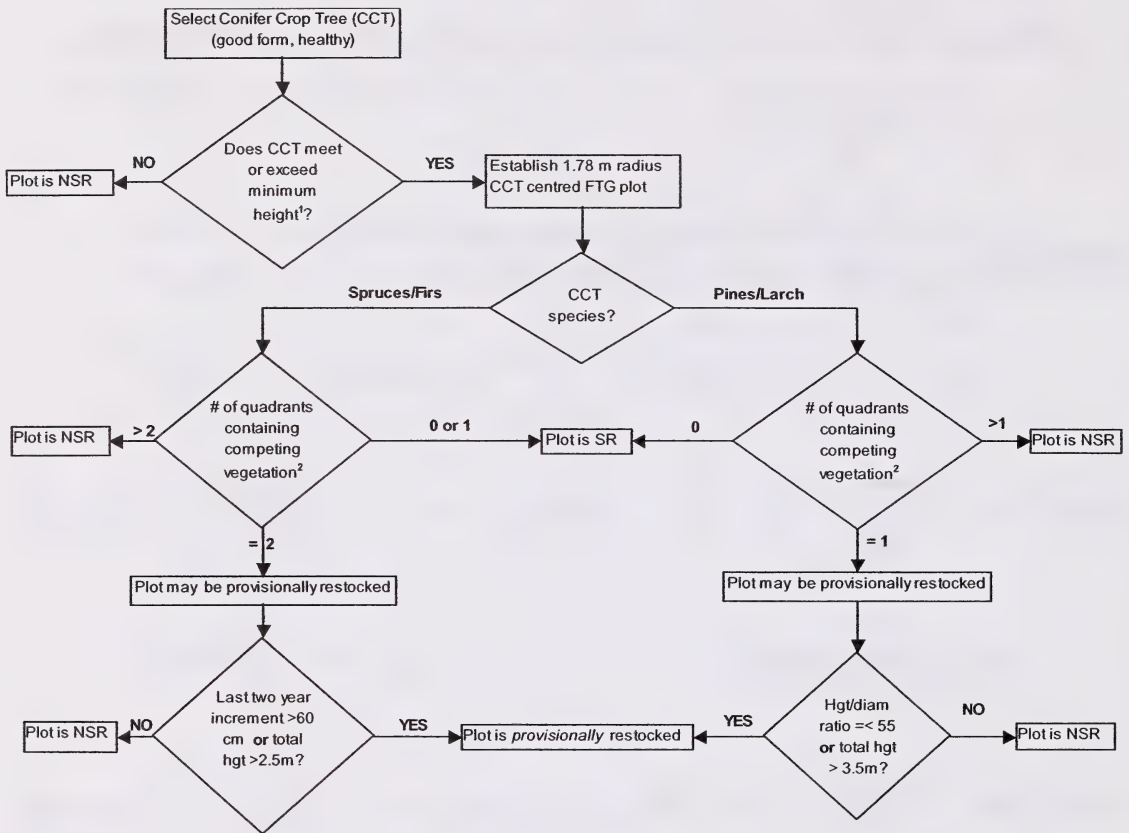 Select Conifer Crop Tree (CCT)
(good form, healthy)
Does CCT meet
or exceed
minimum
height¹?
NO
Plot is NSR
YES
Establish 1.78 m radius
CCT centred FTG plot
CCT
species?
Spruces/Firs
Pines/Larch
# of quadrants
containing
competing
vegetation²
> 2
Plot is NSR
0 or 1
Plot is SR
0
# of quadrants
containing
competing
vegetation²
>1
Plot is NSR
= 2
= 1
Plot may be provisionally restocked
Plot may be provisionally restocked
Last two year
increment >60
cm or total
hgt >2.5m?
NO
Plot is NSR
YES
Plot is provisionally restocked
YES
Hgt/diam
ratio =< 55
or total hgt
> 3.5m?
NO
Plot is NSR